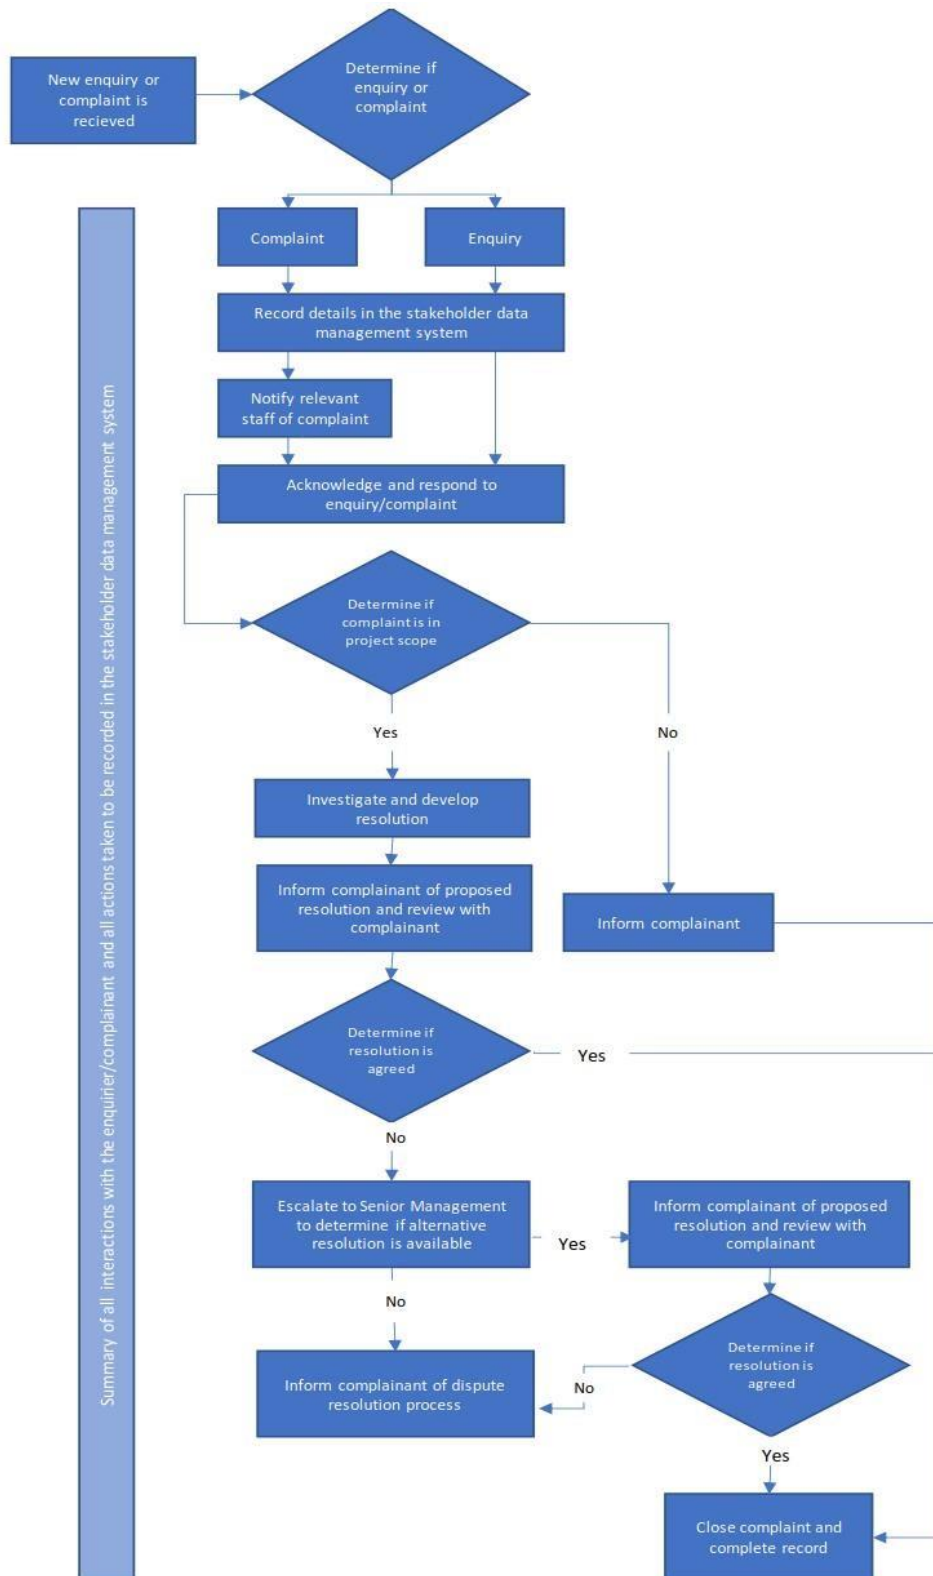 New enquiry or
complaint is
recieved
Determine if
enquiry or
complaint
Complaint
Enquiry
Record details in the stakeholder data
management system
Notify relevant
staff of complaint
Acknowledge and respond to
enquiry/complaint
Determine if
complaint is in
project scope
Yes
No
Investigate and develop
resolution
Inform complainant of proposed
resolution and review with
complainant
Inform complainant
Determine if
resolution is
agreed
Yes
No
Escalate to Senior Management
to determine if alternative
resolution is available
Yes
Inform complainant of proposed
resolution and review with
complainant
No
Inform complainant of dispute
resolution process
Determine if
resolution is
agreed
No
Yes
Close complaint and
complete record
Summary of all interactions with the enquirier/complainant and all actions taken to be recorded in the stakeholder data management system